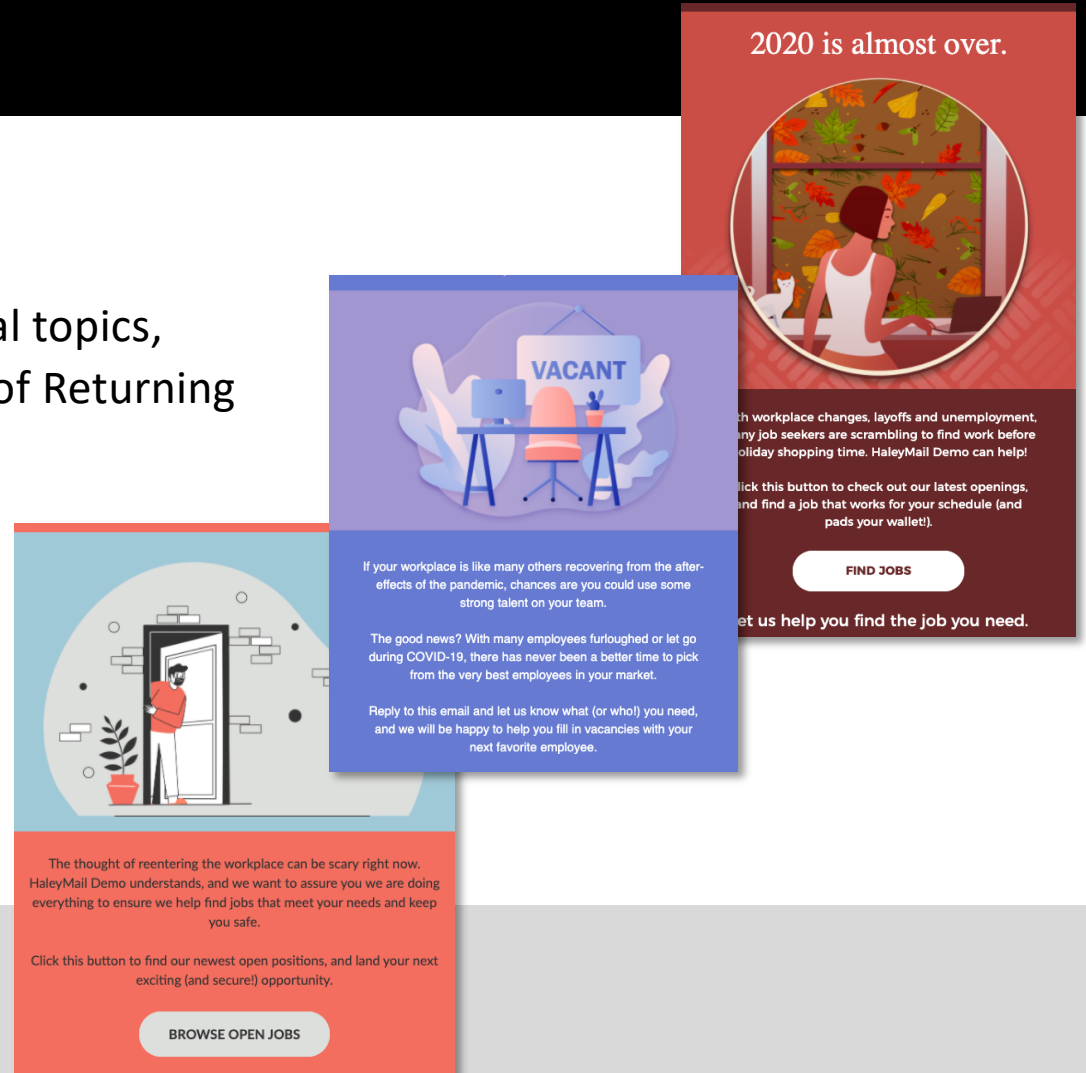 al topics,
of Returning
2020 is almost over.
th workplace changes, layoffs and unemployment,
ny job seekers are scrambling to find work before
oliday shopping time. HaleyMail Demo can help!
lick this button to check out our latest openings,
and find a job that works for your schedule (and
pads your wallet!).
FIND JOBS
et us help you find the job you need.
VACANT
If your workplace is like many others recovering from the after-
effects of the pandemic, chances are you could use some
strong talent on your team.
The good news? With many employees furloughed or let go
during COVID-19, there has never been a better time to pick
from the very best employees in your market.
Reply to this email and let us know what (or who!) you need,
and we will be happy to help you fill in vacancies with your
next favorite employee.
The thought of reentering the workplace can be scary right now.
HaleyMail Demo understands, and we want to assure you we are doing
everything to ensure we help find jobs that meet your needs and keep
you safe.
Click this button to find our newest open positions, and land your next
exciting (and secure!) opportunity.
BROWSE OPEN JOBS